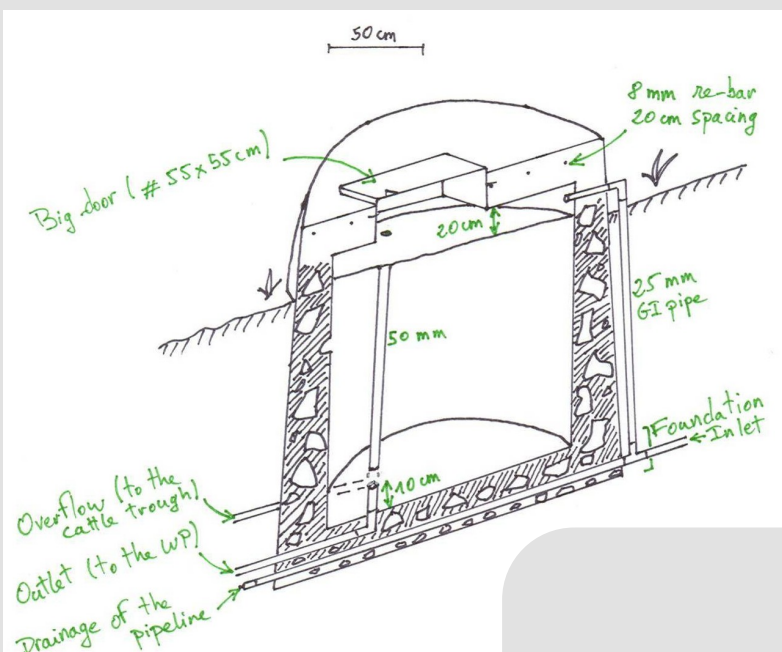 50 cm
8 mm re-bar
20 cm spacing
Big door (# 55x55 cm)
20 cm
25 mm
GI pipe
50 mm
Foundation
Inlet
10 cm
Overflow (to the
cattle trough)
Outlet (to the WP)
Drainage of the
pipeline